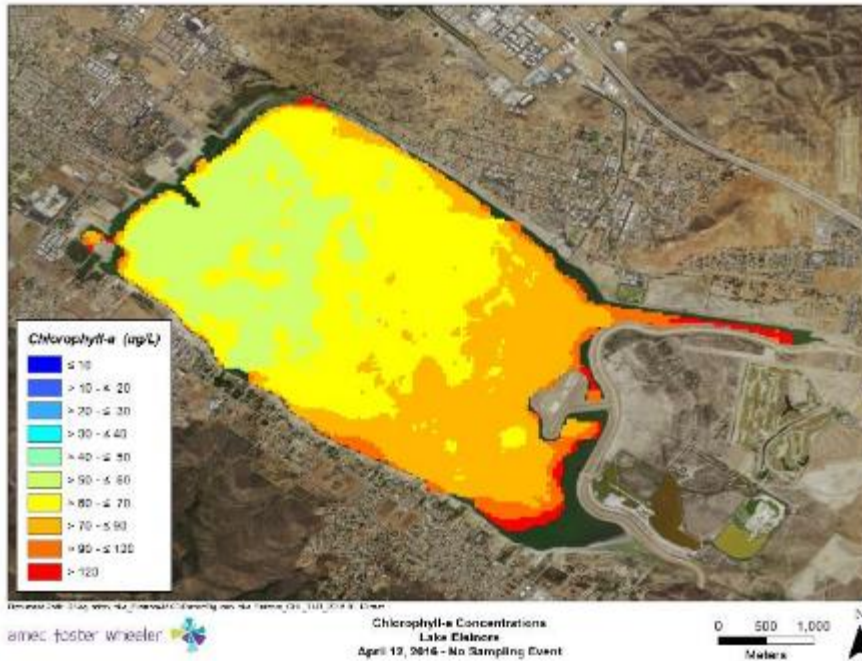 Chlorophyll-a (ug/L)
≤ 10
> 10 - ≤ 20
> 20 - ≤ 30
> 30 - ≤ 40
> 40 - ≤ 50
> 50 - ≤ 60
> 60 - ≤ 70
> 70 - ≤ 90
> 90 - ≤ 120
> 120
amec foster wheeler
Chlorophyll-a Concentrations
Lake Elsinore
April 12, 2016 - No Sampling Event
0 500 1,000
Meters